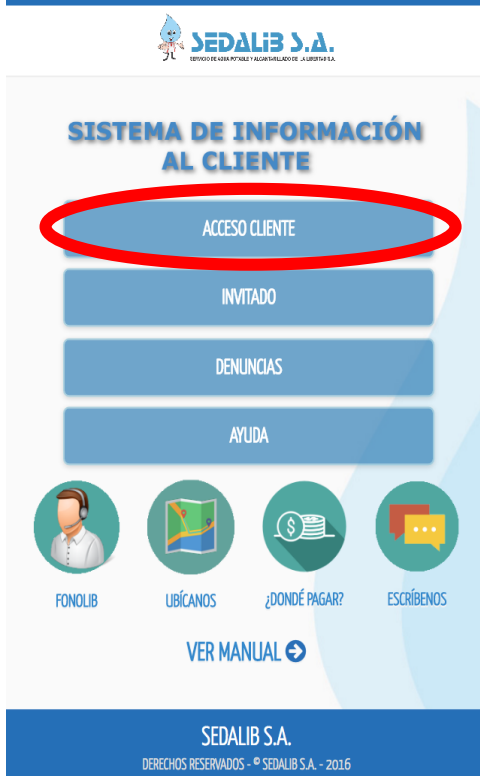 SEDALIB S.A.
SERVICIO DE AGUA POTABLE Y ALCANTARILLADO DE LA LIBERTAD S.A.
SISTEMA DE INFORMACIÓN
AL CLIENTE
ACCESO CLIENTE
INVITADO
DENUNCIAS
AYUDA
FONOLIB
UBÍCANOS
¿DONDÉ PAGAR?
ESCRÍBENOS
VER MANUAL
SEDALIB S.A.
DERECHOS RESERVADOS - © SEDALIB S.A. - 2016